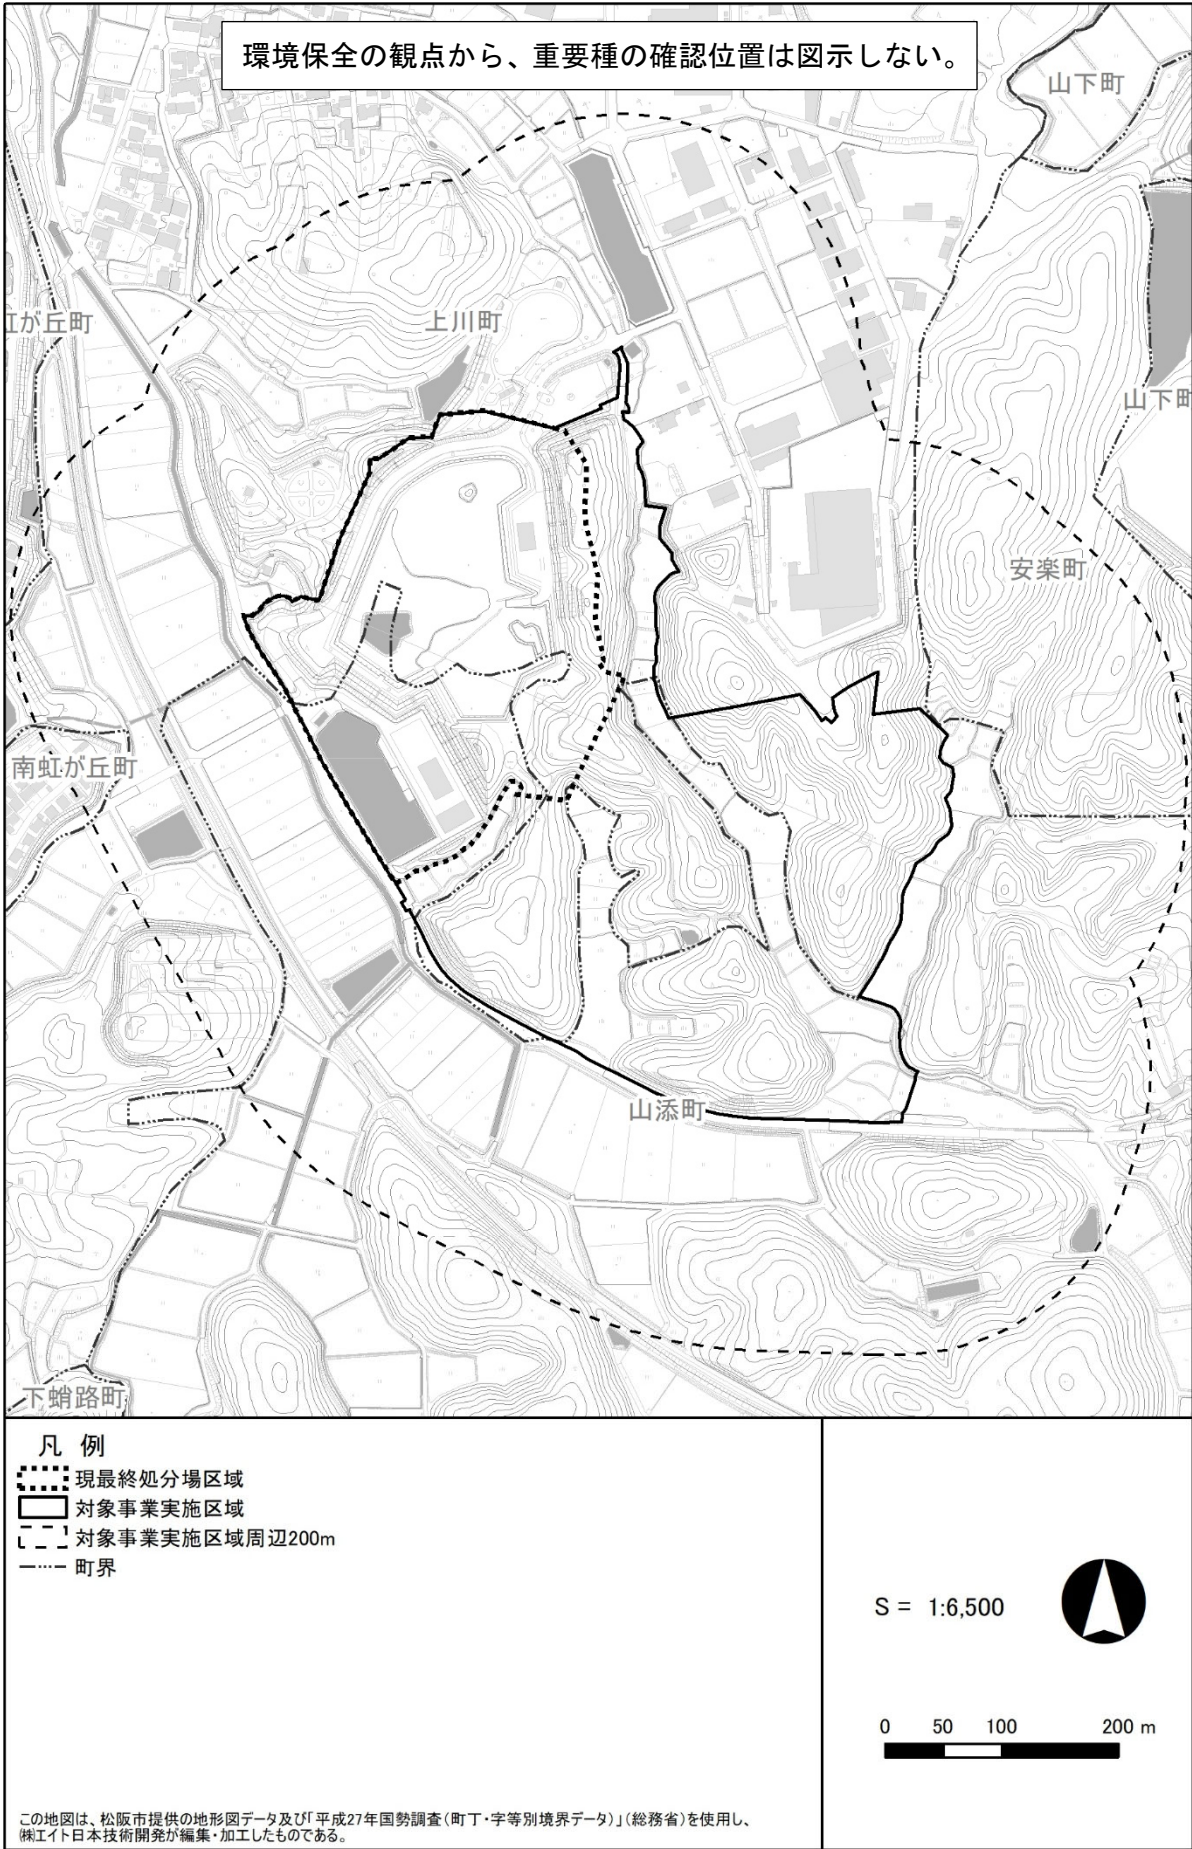 環境保全の観点から、重要種の確認位置は図示しない。
山下町
虹が丘町
上川町
山下町
安楽町
南虹が丘町
山添町
下蛸路町
凡 例
現最終処分場区域
対象事業実施区域
対象事業実施区域周辺200m
町界
S = 1:6,500
0 50 100 200 m
この地図は、松阪市提供の地形図データ及び「平成27年国勢調査(町丁・字等別境界データ)」(総務省)を使用し、
㈱エイト日本技術開発が編集・加工したものである。